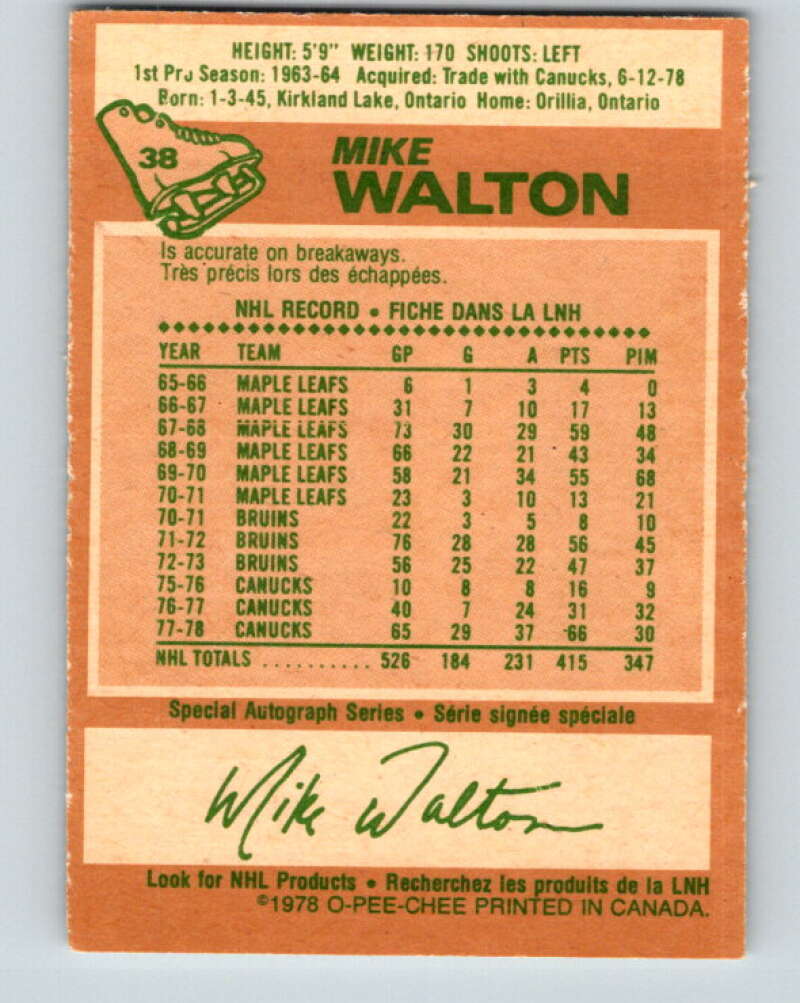 HEIGHT: 5'9" WEIGHT: 170 SHOOTS: LEFT
1st Pro Season: 1963-64 Acquired: Trade with Canucks, 6-12-78
Born: 1-3-45, Kirkland Lake, Ontario Home: Orillia, Ontario
38
MIKE
WALTON
Is accurate on breakaways.
Très précis lors des échappées.
NHL RECORD • FICHE DANS LA LNH
YEAR TEAM GP G A PTS PIM
65-66 MAPLE LEAFS 6 1 3 4 0
66-67 MAPLE LEAFS 31 7 10 17 13
67-68 MAPLE LEAFS 73 30 29 59 48
68-69 MAPLE LEAFS 66 22 21 43 34
69-70 MAPLE LEAFS 58 21 34 55 68
70-71 MAPLE LEAFS 23 3 10 13 21
70-71 BRUINS 22 3 5 8 10
71-72 BRUINS 76 28 28 56 45
72-73 BRUINS 56 25 22 47 37
75-76 CANUCKS 10 8 8 16 9
76-77 CANUCKS 40 7 24 31 32
77-78 CANUCKS 65 29 37 66 30
NHL TOTALS .......... 526 184 231 415 347
Special Autograph Series • Série signée spéciale
Mike Walton
Look for NHL Products • Recherchez les produits de la LNH
©1978 O-PEE-CHEE PRINTED IN CANADA.